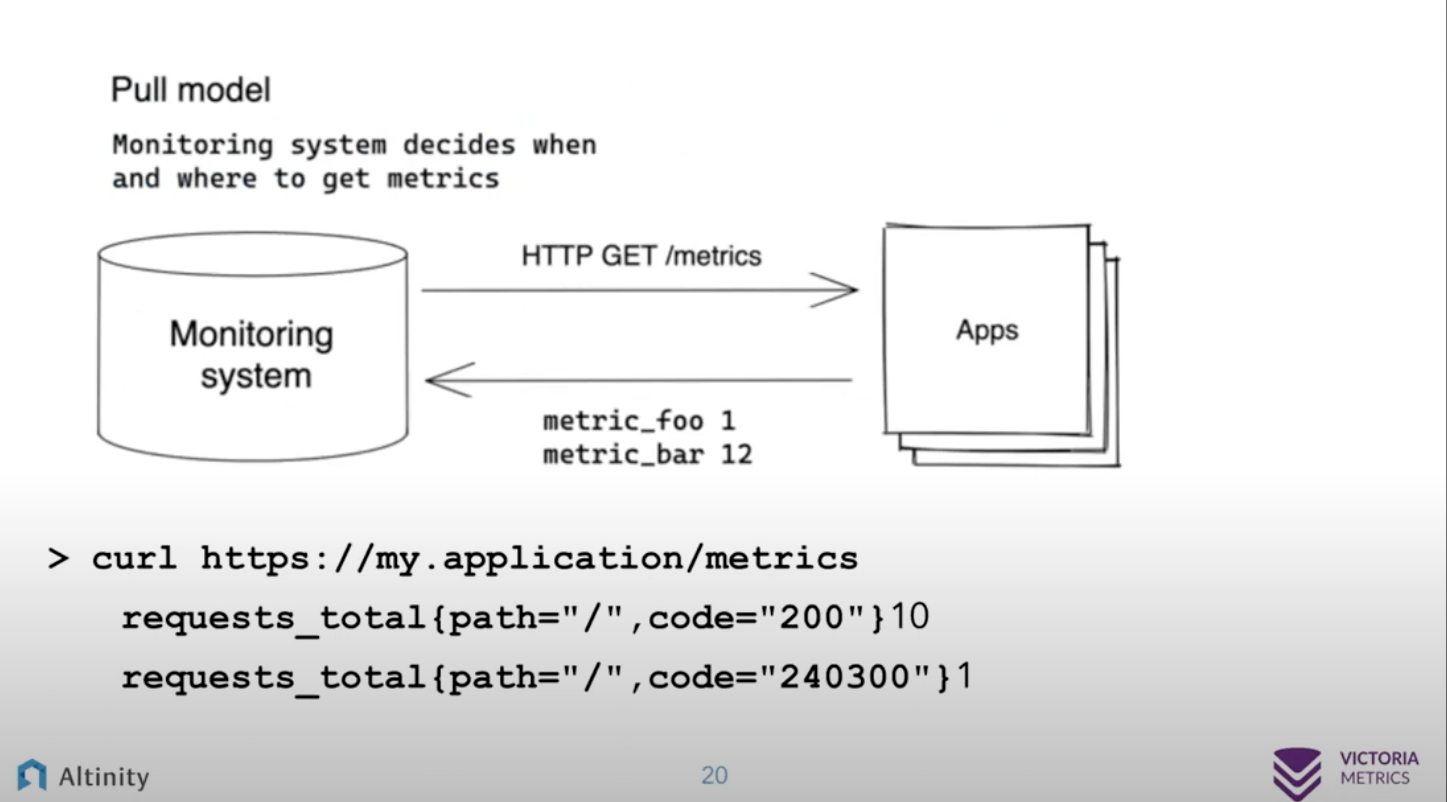 Pull model
Monitoring system decides when
and where to get metrics
HTTP GET /metrics
Monitoring
system
Apps
metric_foo 1
metric_bar 12
> curl https://my.application/metrics
requests_total{path="/",code="200"}10
requests_total{path="/",code="240300"}1
Altinity
20
VICTORIA
METRICS